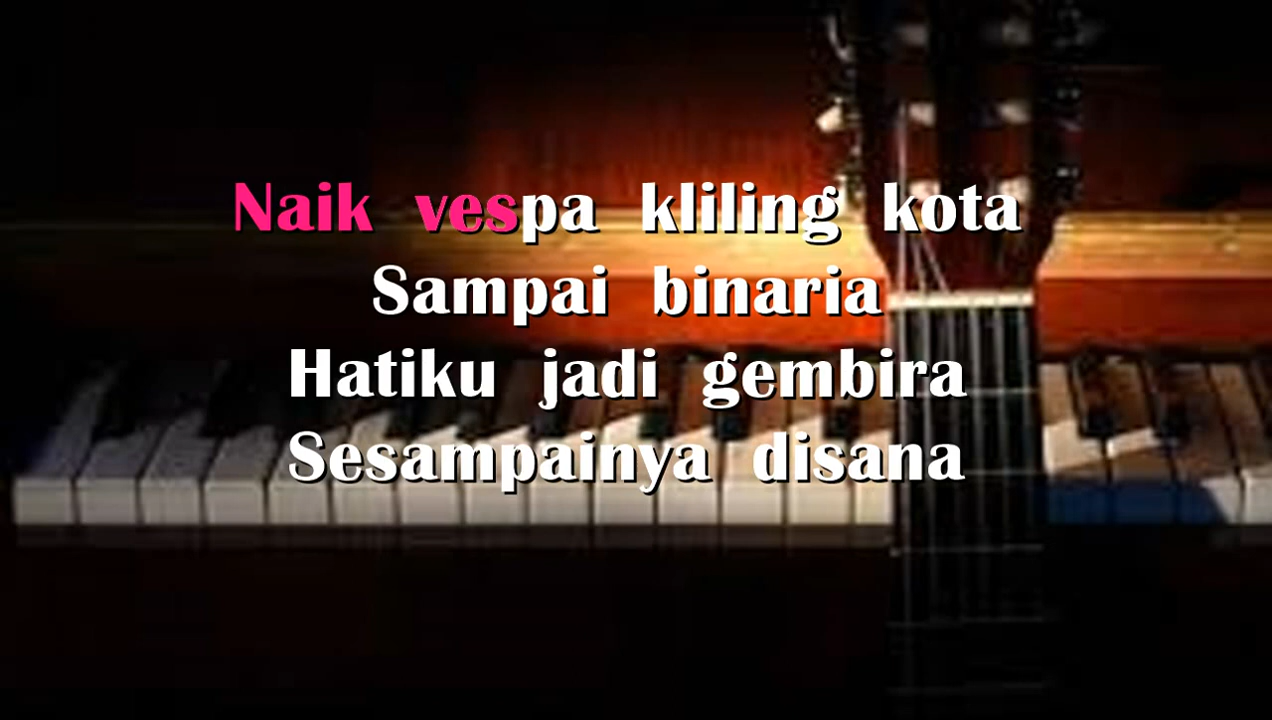 Naik vespa kliling kota
Sampai binaria
Hatiku jadi gembira
Sesampainya disana